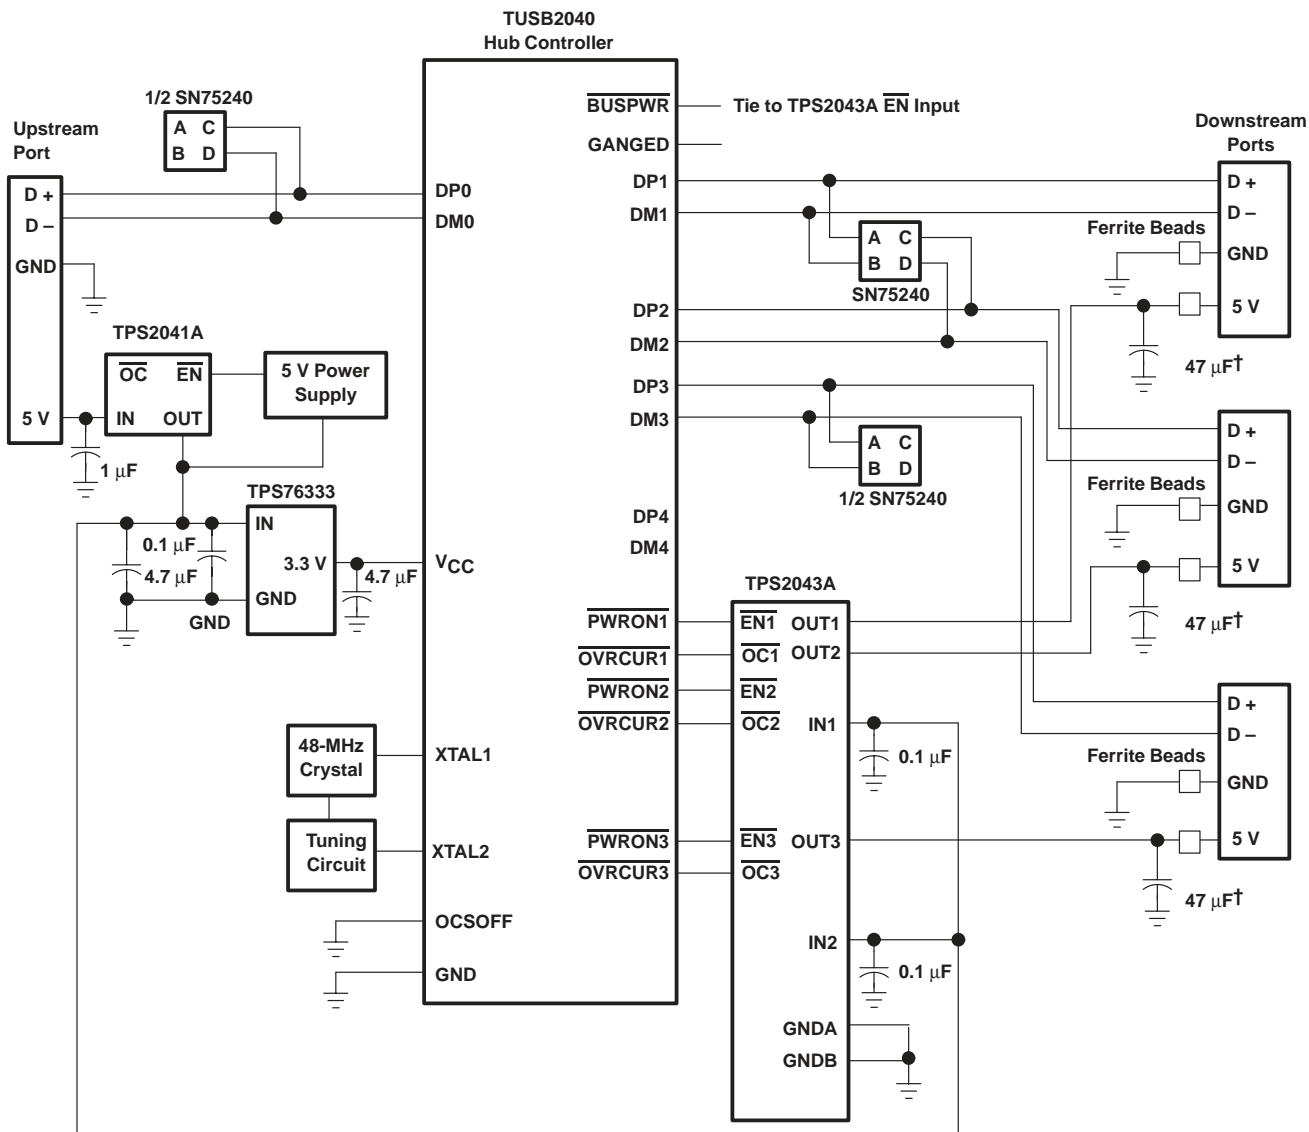 TUSB2040
Hub Controller
1/2 SN75240
A C
B D
Upstream
Port
D +
D –
GND
5 V
BUSPWR
Tie to TPS2043A EN Input
GANGED
Downstream
Ports
DP0
DM0
DP1
DM1
D +
D –
Ferrite Beads
GND
5 V
A C
B D
SN75240
47 μF†
TPS2041A
OC EN
IN OUT
5 V Power
Supply
1 μF
DP2
DM2
DP3
DM3
A C
B D
1/2 SN75240
D +
D –
Ferrite Beads
GND
5 V
47 μF†
TPS76333
IN
3.3 V
GND
0.1 μF
4.7 μF
GND
4.7 μF
VCC
DP4
DM4
TPS2043A
PWRON1
EN1
OUT1
OVRCUR1
OC1
OUT2
PWRON2
EN2
OVRCUR2
OC2
IN1
0.1 μF
D +
D –
Ferrite Beads
GND
5 V
47 μF†
48-MHz
Crystal
XTAL1
Tuning
Circuit
XTAL2
PWRON3
EN3
OUT3
OVRCUR3
OC3
OCSOFF
GND
IN2
0.1 μF
GNDA
GNDB